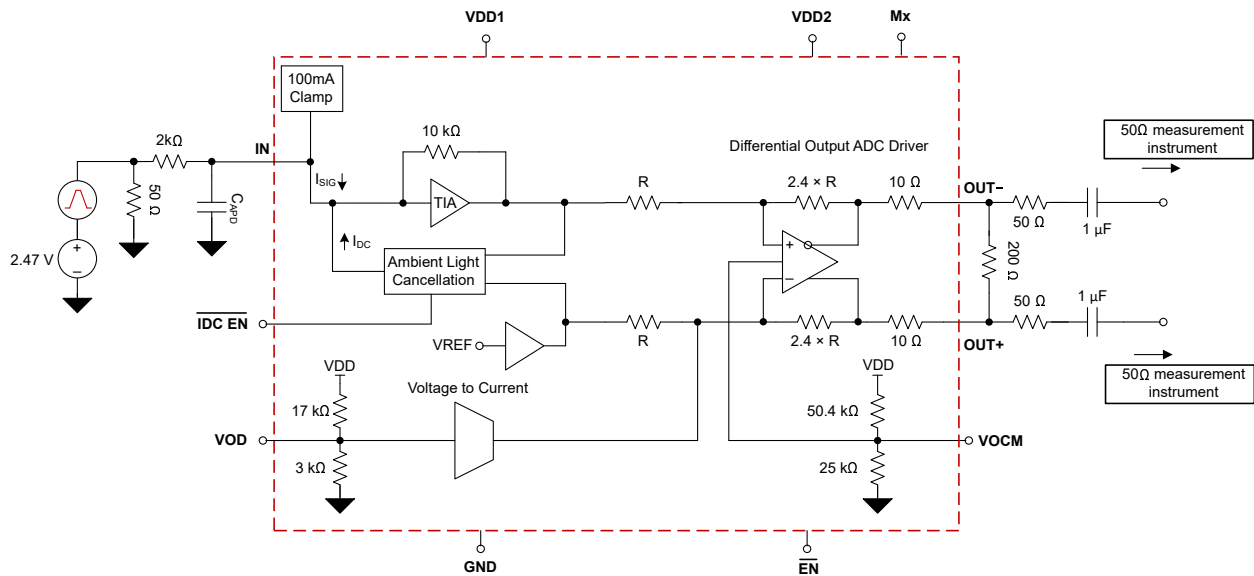 VDD1
VDD2
Mx
100mA
Clamp
2kΩ
IN
10 kΩ
Differential Output ADC Driver
50Ω measurement
instrument
50 Ω
C_APD
I_SIG
TIA
R
2.4 × R
10 Ω
OUT−
50 Ω
1 µF
+
−
2.47 V
I_DC
Ambient Light
Cancellation
+
−
200 Ω
50 Ω
1 µF
IDC EN
VREF
R
2.4 × R
10 Ω
OUT+
VDD
Voltage to Current
VDD
50Ω measurement
instrument
17 kΩ
50.4 kΩ
VOD
VOCM
3 kΩ
25 kΩ
GND
EN